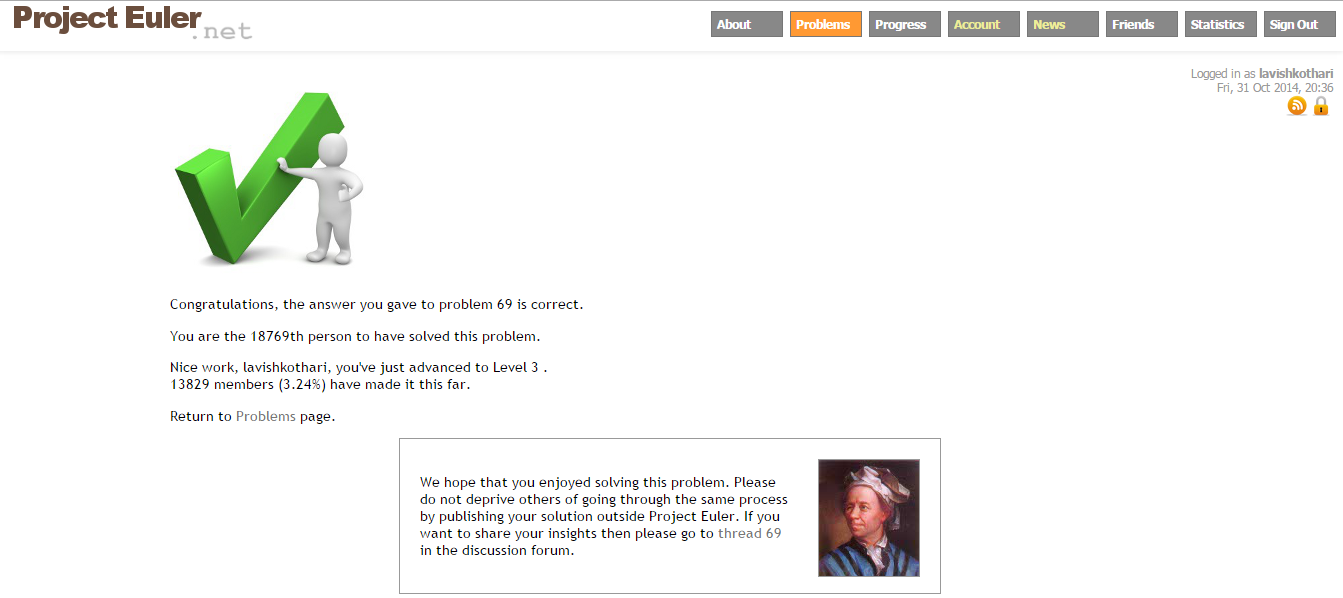 Project Euler
.net
About Problems Progress Account News Friends Statistics Sign Out
Logged in as lavishkothari
Fri, 31 Oct 2014, 20:36
Congratulations, the answer you gave to problem 69 is correct.
You are the 18769th person to have solved this problem.
Nice work, lavishkothari, you've just advanced to Level 3 .
13829 members (3.24%) have made it this far.
Return to Problems page.
We hope that you enjoyed solving this problem. Please
do not deprive others of going through the same process
by publishing your solution outside Project Euler. If you
want to share your insights then please go to thread 69
in the discussion forum.